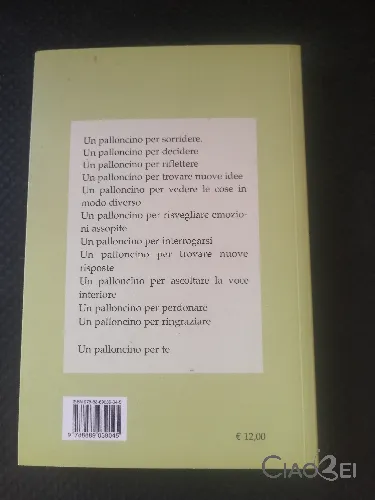 Un palloncino per sorridere.
Un palloncino per decidere
Un palloncino per riflettere
Un palloncino per trovare nuove idee
Un palloncino per vedere le cose in
modo diverso
Un palloncino per risvegliare emozio-
ni assopite
Un palloncino per interrogarsi
Un palloncino per trovare nuove
risposte
Un palloncino per ascoltare la voce
interiore
Un palloncino per perdonare
Un palloncino per ringraziare
Un palloncino per te
€ 12,00
CIAO2EI